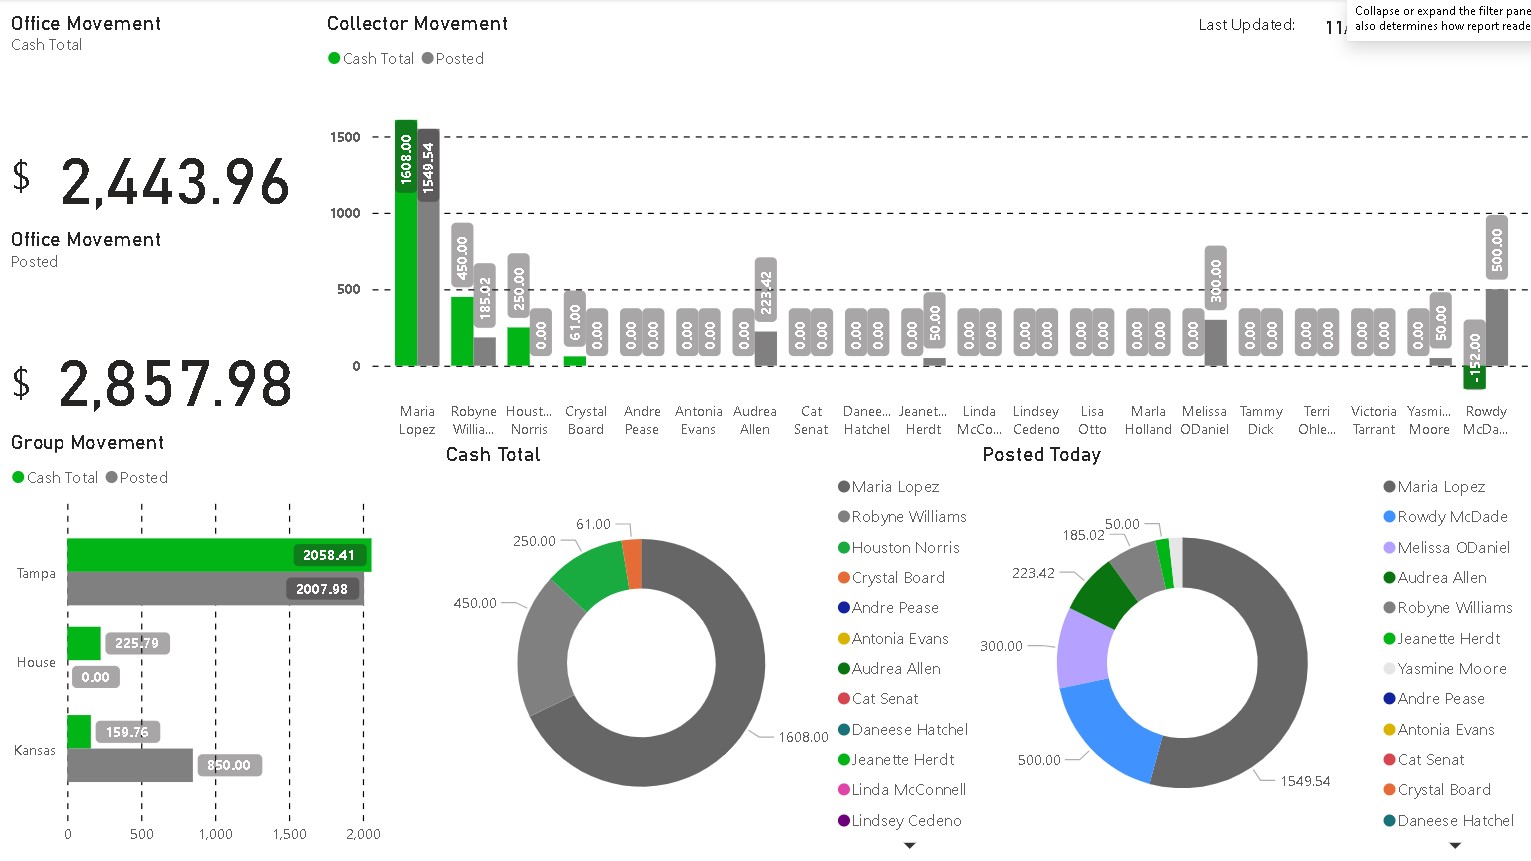 Office Movement
Cash Total
$ 2,443.96
Office Movement
Posted
$ 2,857.98
Collector Movement
Cash Total Posted
Last Updated: 11/
Collapse or expand the filter pane
also determines how report reade
1500
1000
500
0
1608.00
1549.54
450.00
185.02
250.00
0.00
61.00
0.00
0.00
0.00
0.00
0.00
0.00
223.42
0.00
0.00
0.00
0.00
0.00
50.00
0.00
0.00
0.00
0.00
0.00
0.00
0.00
0.00
0.00
300.00
0.00
0.00
0.00
0.00
0.00
0.00
0.00
50.00
-152.00
500.00
Maria
Lopez
Robyne
Willia...
Houst...
Norris
Crystal
Board
Andre
Pease
Antonia
Evans
Audrea
Allen
Cat
Senat
Danee...
Hatchel
Jeanet...
Herdt
Linda
McCo...
Lindsey
Cedeno
Lisa
Otto
Marla
Holland
Melissa
ODaniel
Tammy
Dick
Terri
Ohle...
Victoria
Tarrant
Yasmi...
Moore
Rowdy
McDa...
Group Movement
Cash Total Posted
Tampa
2058.41
2007.98
House
225.79
0.00
Kansas
159.76
850.00
0 500 1,000 1,500 2,000
Cash Total
61.00
250.00
450.00
1608.00
Maria Lopez
Robyne Williams
Houston Norris
Crystal Board
Andre Pease
Antonia Evans
Audrea Allen
Cat Senat
Daneese Hatchel
Jeanette Herdt
Linda McConnell
Lindsey Cedeno
Posted Today
50.00
185.02
223.42
300.00
500.00
1549.54
Maria Lopez
Rowdy McDade
Melissa ODaniel
Audrea Allen
Robyne Williams
Jeanette Herdt
Yasmine Moore
Andre Pease
Antonia Evans
Cat Senat
Crystal Board
Daneese Hatchel